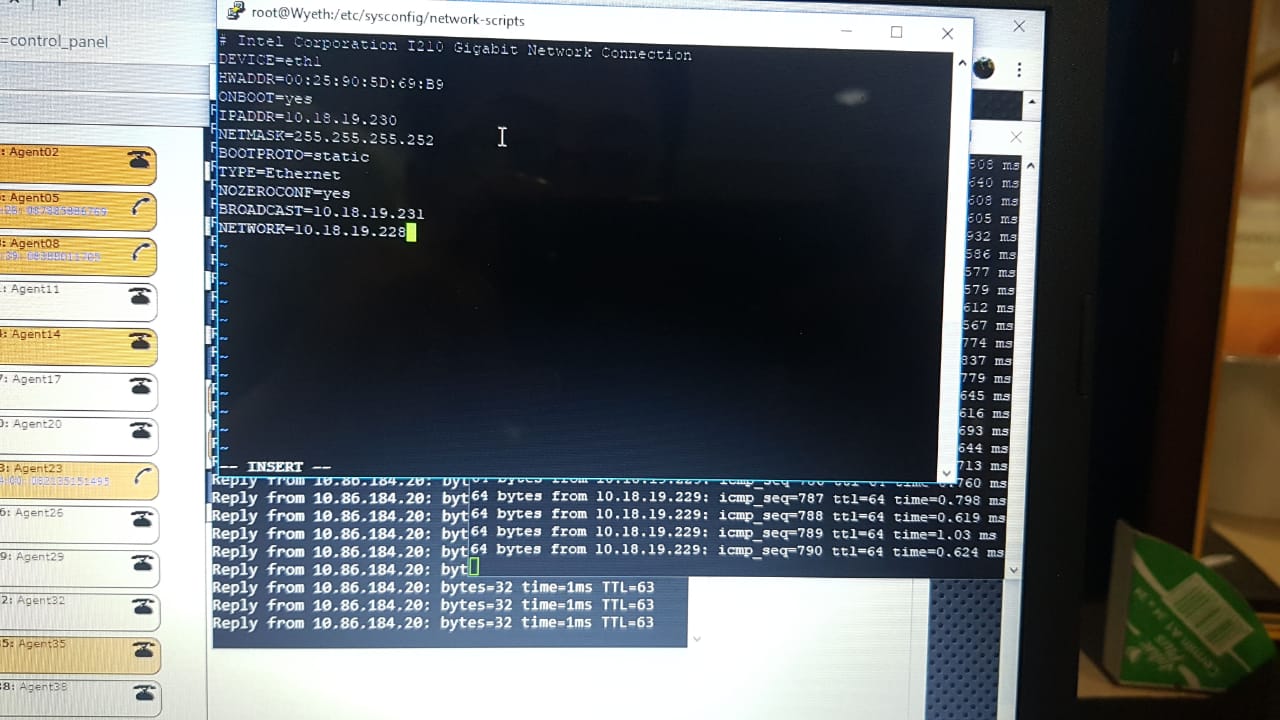 root@Wyeth:/etc/sysconfig/network-scripts
=control_panel
# Intel Corporation I210 Gigabit Network Connection
DEVICE=eth1
HWADDR=00:25:90:5D:69:B9
ONBOOT=yes
IPADDR=10.18.19.230
NETMASK=255.255.255.252
BOOTPROTO=static
TYPE=Ethernet
NOZEROCONF=yes
BROADCAST=10.18.19.231
NETWORK=10.18.19.228
~
~
~
~
~
~
~
~
~
~
~
~
-- INSERT --
: Agent02
5: Agent05
3: Agent08
: Agent11
4: Agent14
7: Agent17
0: Agent20
3: Agent23
4:00: 082135151495
6: Agent26
9: Agent29
2: Agent32
35: Agent35
38: Agent38
508 ms
640 ms
608 ms
605 ms
932 ms
586 ms
577 ms
579 ms
612 ms
567 ms
774 ms
837 ms
779 ms
645 ms
616 ms
693 ms
644 ms
713 ms
64 bytes from 10.18.19.229: icmp_seq=787 ttl=64 time=0.798 ms
64 bytes from 10.18.19.229: icmp_seq=788 ttl=64 time=0.619 ms
64 bytes from 10.18.19.229: icmp_seq=789 ttl=64 time=1.03 ms
64 bytes from 10.18.19.229: icmp_seq=790 ttl=64 time=0.624 ms
Reply from 10.86.184.20: byt
Reply from 10.86.184.20: byt
Reply from 10.86.184.20: byt
Reply from 10.86.184.20: byt
Reply from 10.86.184.20: byt
Reply from 10.86.184.20: byt
Reply from 10.86.184.20: bytes=32 time=1ms TTL=63
Reply from 10.86.184.20: bytes=32 time=1ms TTL=63
Reply from 10.86.184.20: bytes=32 time=1ms TTL=63